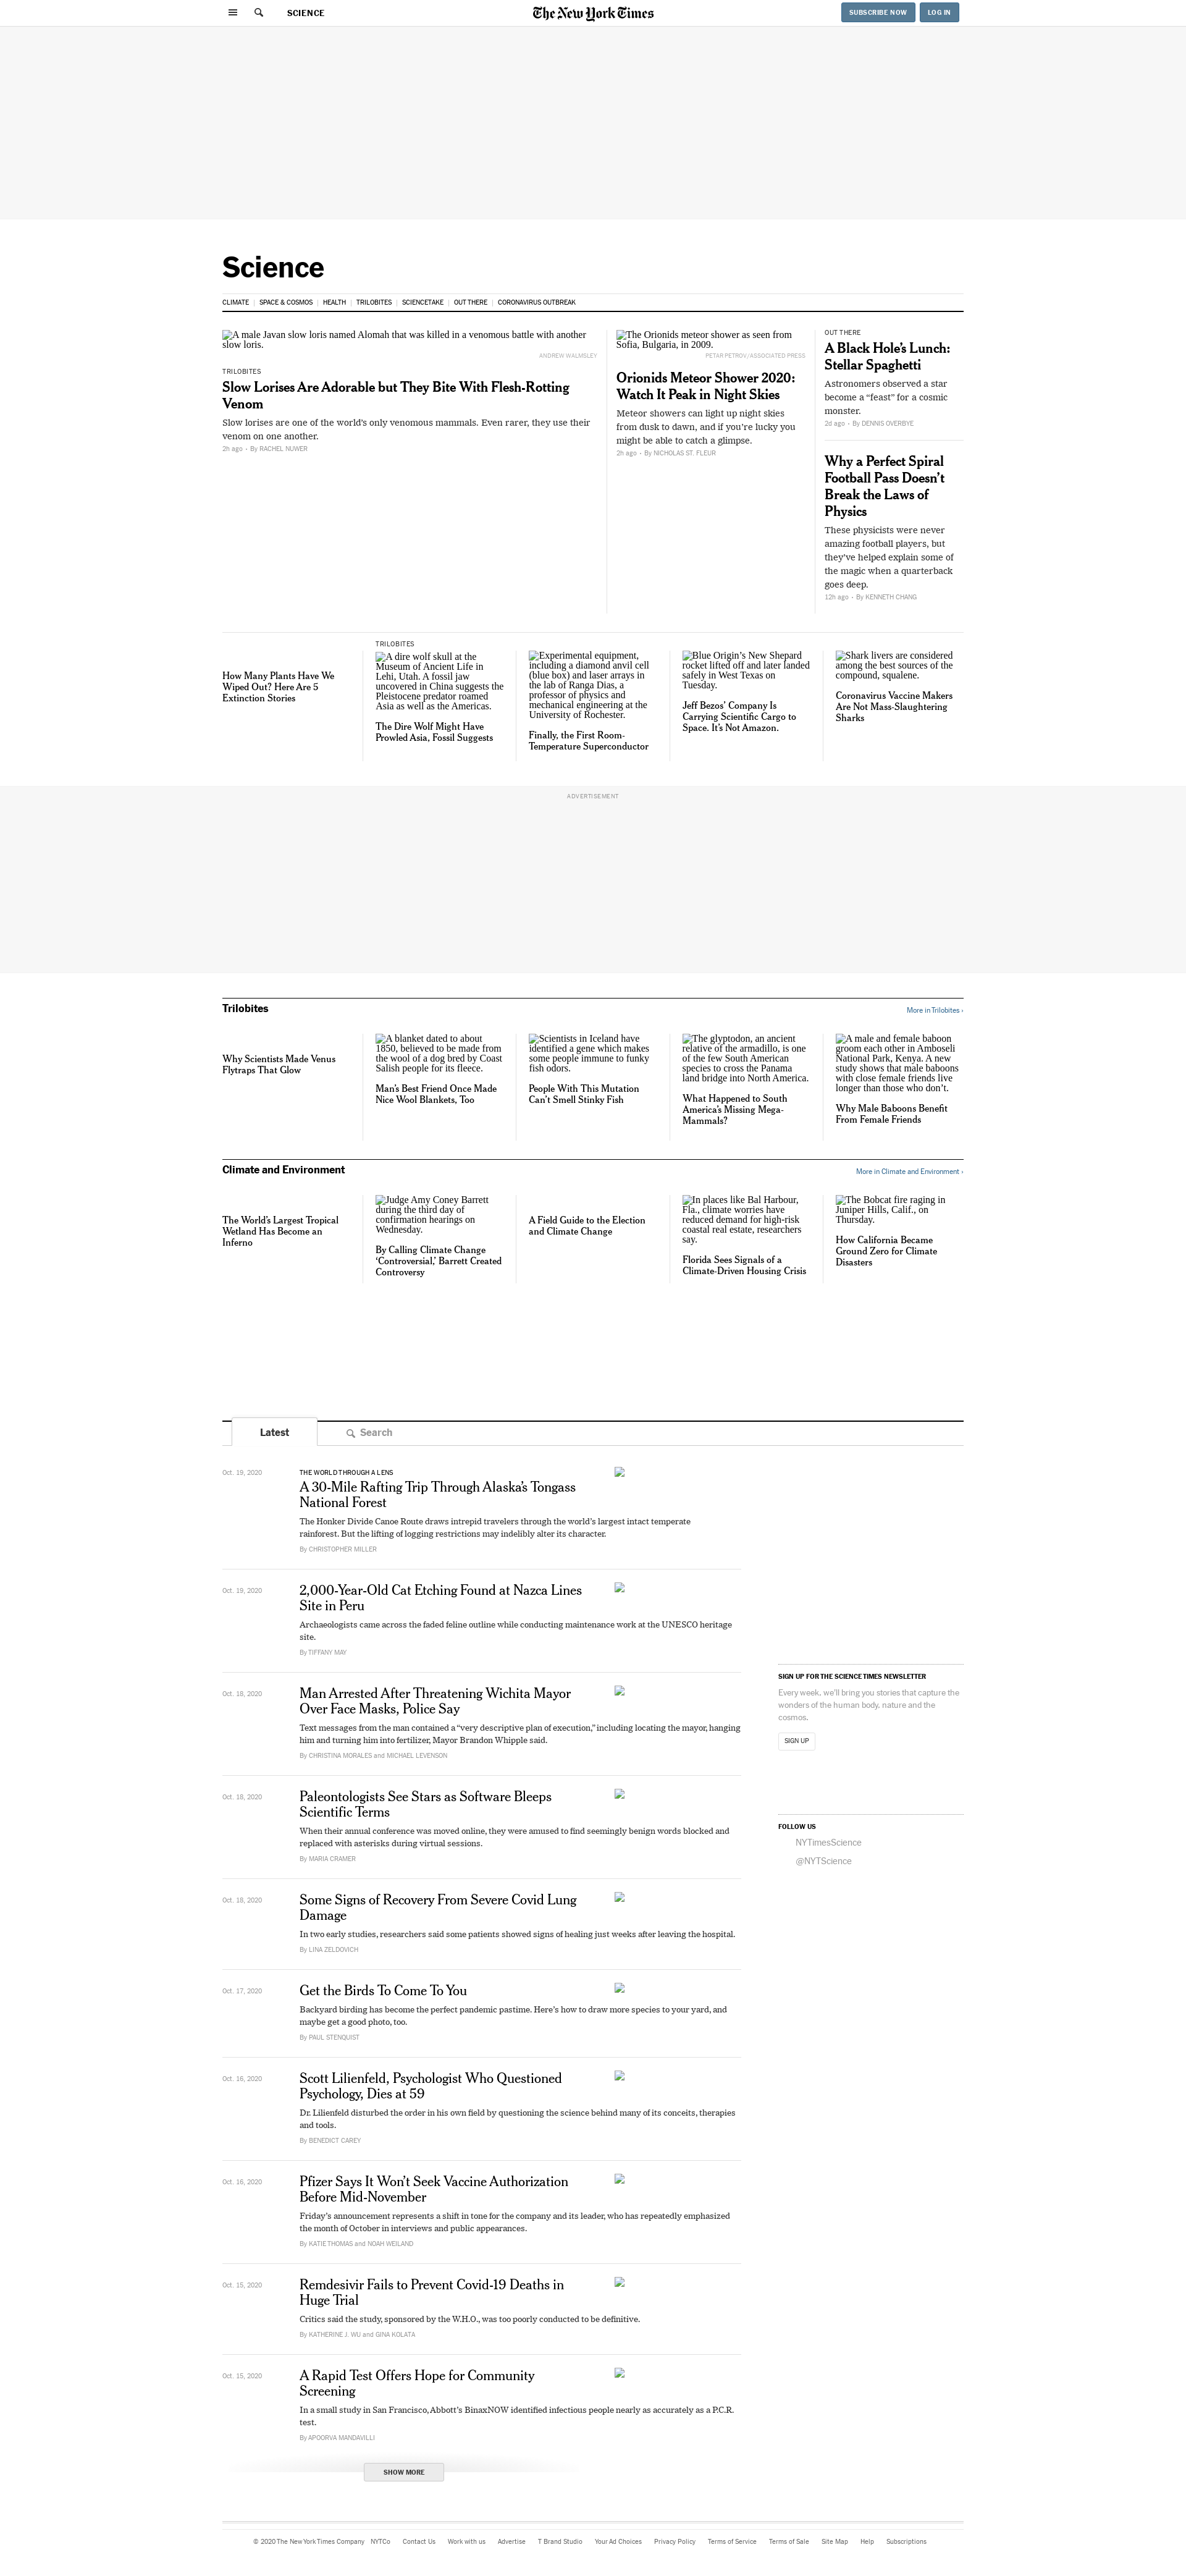 SCIENCE
The New York Times
SUBSCRIBE NOW
LOG IN
Science
CLIMATE
SPACE & COSMOS
HEALTH
TRILOBITES
SCIENCETAKE
OUT THERE
CORONAVIRUS OUTBREAK
A male Javan slow loris named Alomah that was killed in a venomous battle with another
slow loris.
ANDREW WALMSLEY
TRILOBITES
Slow Lorises Are Adorable but They Bite With Flesh-Rotting
Venom
Slow lorises are one of the world’s only venomous mammals. Even rarer, they use their
venom on one another.
2h ago • By RACHEL NUWER
The Orionids meteor shower as seen from
Sofia, Bulgaria, in 2009.
PETAR PETROV/ASSOCIATED PRESS
Orionids Meteor Shower 2020:
Watch It Peak in Night Skies
Meteor showers can light up night skies
from dusk to dawn, and if you’re lucky you
might be able to catch a glimpse.
2h ago • By NICHOLAS ST. FLEUR
OUT THERE
A Black Hole’s Lunch:
Stellar Spaghetti
Astronomers observed a star
become a “feast” for a cosmic
monster.
2d ago • By DENNIS OVERBYE
Why a Perfect Spiral
Football Pass Doesn’t
Break the Laws of
Physics
These physicists were never
amazing football players, but
they’ve helped explain some of
the magic when a quarterback
goes deep.
12h ago • By KENNETH CHANG
How Many Plants Have We
Wiped Out? Here Are 5
Extinction Stories
TRILOBITES
A dire wolf skull at the
Museum of Ancient Life in
Lehi, Utah. A fossil jaw
uncovered in China suggests the
Pleistocene predator roamed
Asia as well as the Americas.
The Dire Wolf Might Have
Prowled Asia, Fossil Suggests
Experimental equipment,
including a diamond anvil cell
(blue box) and laser arrays in
the lab of Ranga Dias, a
professor of physics and
mechanical engineering at the
University of Rochester.
Finally, the First Room-
Temperature Superconductor
Blue Origin’s New Shepard
rocket lifted off and later landed
safely in West Texas on
Tuesday.
Jeff Bezos’ Company Is
Carrying Scientific Cargo to
Space. It’s Not Amazon.
Shark livers are considered
among the best sources of the
compound, squalene.
Coronavirus Vaccine Makers
Are Not Mass-Slaughtering
Sharks
ADVERTISEMENT
Trilobites
More in Trilobites ›
Why Scientists Made Venus
Flytraps That Glow
A blanket dated to about
1850, believed to be made from
the wool of a dog bred by Coast
Salish people for its fleece.
Man’s Best Friend Once Made
Nice Wool Blankets, Too
Scientists in Iceland have
identified a gene which makes
some people immune to funky
fish odors.
People With This Mutation
Can’t Smell Stinky Fish
The glyptodon, an ancient
relative of the armadillo, is one
of the few South American
species to cross the Panama
land bridge into North America.
What Happened to South
America’s Missing Mega-
Mammals?
A male and female baboon
groom each other in Amboseli
National Park, Kenya. A new
study shows that male baboons
with close female friends live
longer than those who don’t.
Why Male Baboons Benefit
From Female Friends
Climate and Environment
More in Climate and Environment ›
The World’s Largest Tropical
Wetland Has Become an
Inferno
Judge Amy Coney Barrett
during the third day of
confirmation hearings on
Wednesday.
By Calling Climate Change
‘Controversial,’ Barrett Created
Controversy
A Field Guide to the Election
and Climate Change
In places like Bal Harbour,
Fla., climate worries have
reduced demand for high-risk
coastal real estate, researchers
say.
Florida Sees Signals of a
Climate-Driven Housing Crisis
The Bobcat fire raging in
Juniper Hills, Calif., on
Thursday.
How California Became
Ground Zero for Climate
Disasters
Latest
Search
Oct. 19, 2020
THE WORLD THROUGH A LENS
A 30-Mile Rafting Trip Through Alaska’s Tongass
National Forest
The Honker Divide Canoe Route draws intrepid travelers through the world’s largest intact temperate
rainforest. But the lifting of logging restrictions may indelibly alter its character.
By CHRISTOPHER MILLER
Oct. 19, 2020
2,000-Year-Old Cat Etching Found at Nazca Lines
Site in Peru
Archaeologists came across the faded feline outline while conducting maintenance work at the UNESCO heritage
site.
By TIFFANY MAY
Oct. 18, 2020
Man Arrested After Threatening Wichita Mayor
Over Face Masks, Police Say
Text messages from the man contained a “very descriptive plan of execution,” including locating the mayor, hanging
him and turning him into fertilizer, Mayor Brandon Whipple said.
By CHRISTINA MORALES and MICHAEL LEVENSON
Oct. 18, 2020
Paleontologists See Stars as Software Bleeps
Scientific Terms
When their annual conference was moved online, they were amused to find seemingly benign words blocked and
replaced with asterisks during virtual sessions.
By MARIA CRAMER
Oct. 18, 2020
Some Signs of Recovery From Severe Covid Lung
Damage
In two early studies, researchers said some patients showed signs of healing just weeks after leaving the hospital.
By LINA ZELDOVICH
Oct. 17, 2020
Get the Birds To Come To You
Backyard birding has become the perfect pandemic pastime. Here’s how to draw more species to your yard, and
maybe get a good photo, too.
By PAUL STENQUIST
Oct. 16, 2020
Scott Lilienfeld, Psychologist Who Questioned
Psychology, Dies at 59
Dr. Lilienfeld disturbed the order in his own field by questioning the science behind many of its conceits, therapies
and tools.
By BENEDICT CAREY
Oct. 16, 2020
Pfizer Says It Won’t Seek Vaccine Authorization
Before Mid-November
Friday’s announcement represents a shift in tone for the company and its leader, who has repeatedly emphasized
the month of October in interviews and public appearances.
By KATIE THOMAS and NOAH WEILAND
Oct. 15, 2020
Remdesivir Fails to Prevent Covid-19 Deaths in
Huge Trial
Critics said the study, sponsored by the W.H.O., was too poorly conducted to be definitive.
By KATHERINE J. WU and GINA KOLATA
Oct. 15, 2020
A Rapid Test Offers Hope for Community
Screening
In a small study in San Francisco, Abbott’s BinaxNOW identified infectious people nearly as accurately as a P.C.R.
test.
By APOORVA MANDAVILLI
SHOW MORE
SIGN UP FOR THE SCIENCE TIMES NEWSLETTER
Every week, we’ll bring you stories that capture the
wonders of the human body, nature and the
cosmos.
SIGN UP
FOLLOW US
NYTimesScience
@NYTScience
© 2020 The New York Times Company
NYTCo
Contact Us
Work with us
Advertise
T Brand Studio
Your Ad Choices
Privacy Policy
Terms of Service
Terms of Sale
Site Map
Help
Subscriptions